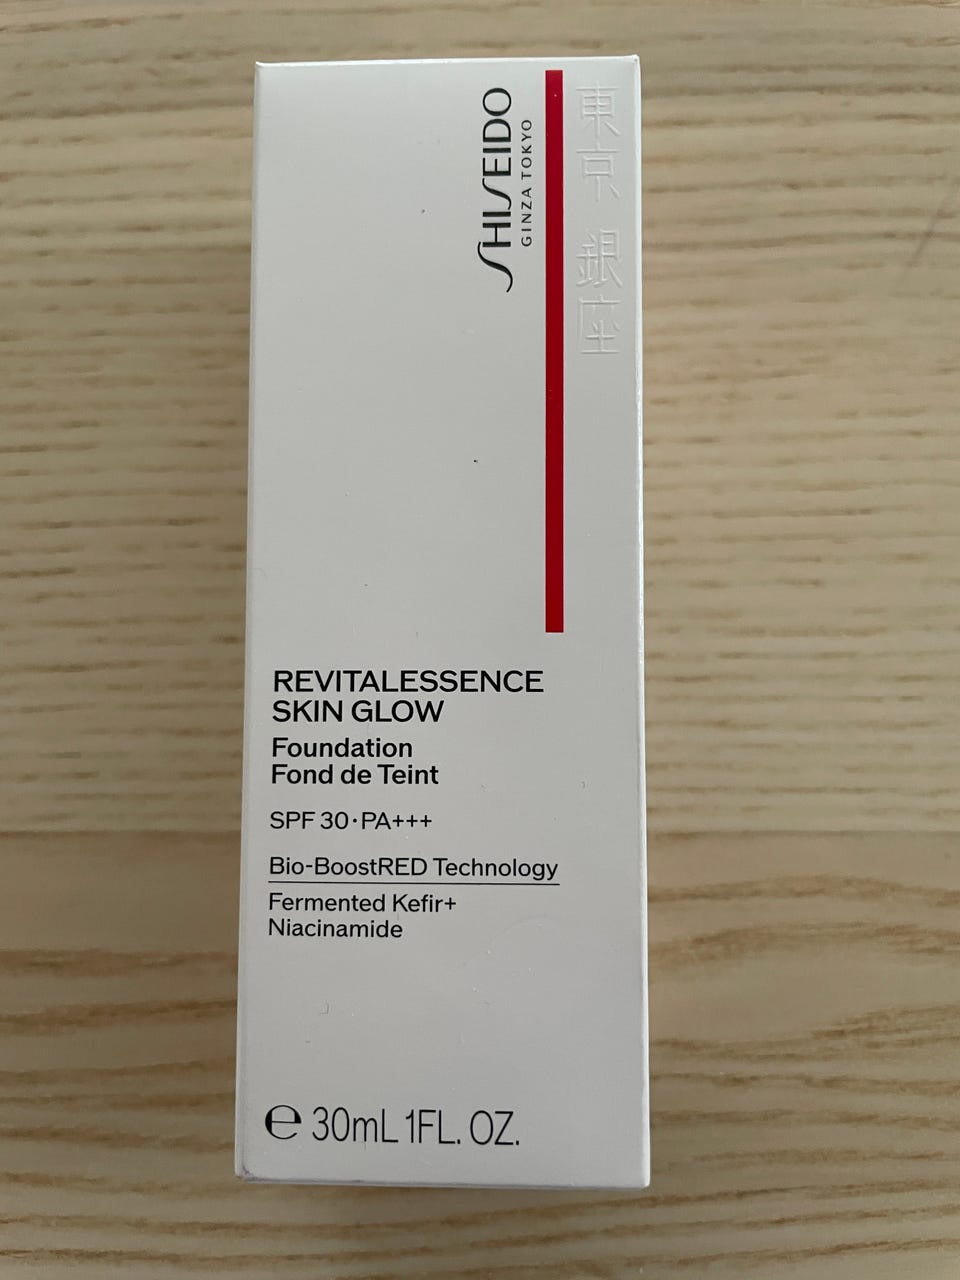 SHISEIDO
GINZA TOKYO
東京 銀座
REVITALESSENCE
SKIN GLOW
Foundation
Fond de Teint
SPF 30·PA+++
Bio-BoostRED Technology
Fermented Kefir+
Niacinamide
℮ 30mL 1FL. OZ.